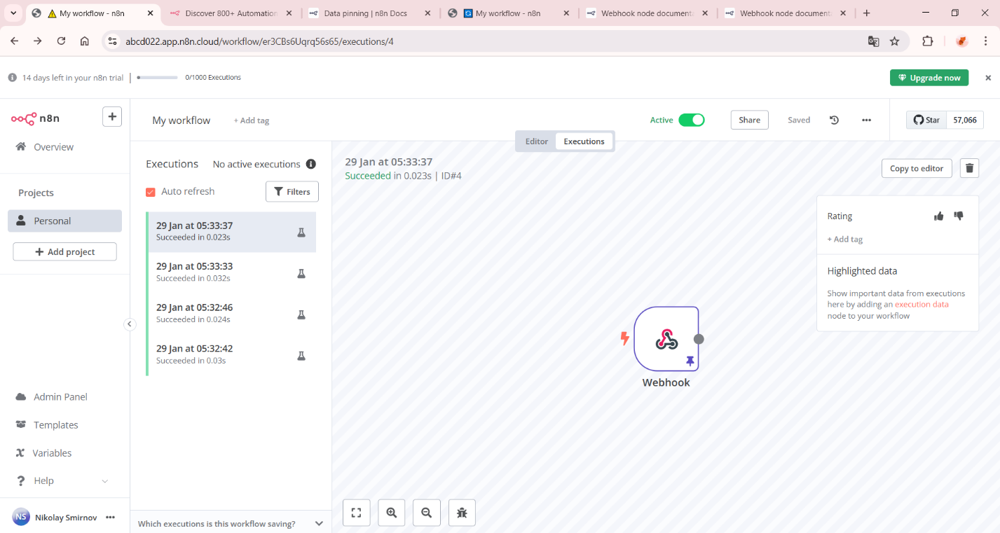 My workflow - n8n
Discover 800+ Automation
Data pinning | n8n Docs
My workflow - n8n
Webhook node documenta
Webhook node documenta
abcd022.app.n8n.cloud/workflow/er3CBs6Uqrq56s65/executions/4
14 days left in your n8n trial
0/1000 Executions
Upgrade now
n8n
My workflow
+ Add tag
Active
Share
Saved
Star
57,066
Editor
Executions
Overview
Projects
Personal
Add project
Admin Panel
Templates
Variables
Help
NS
Nikolay Smirnov
Executions
No active executions
Auto refresh
Filters
29 Jan at 05:33:37
Succeeded in 0.023s
29 Jan at 05:33:33
Succeeded in 0.032s
29 Jan at 05:32:46
Succeeded in 0.024s
29 Jan at 05:32:42
Succeeded in 0.03s
Which executions is this workflow saving?
29 Jan at 05:33:37
Succeeded in 0.023s | ID#4
Copy to editor
Rating
+ Add tag
Highlighted data
Show important data from executions
here by adding an execution data
node to your workflow
Webhook